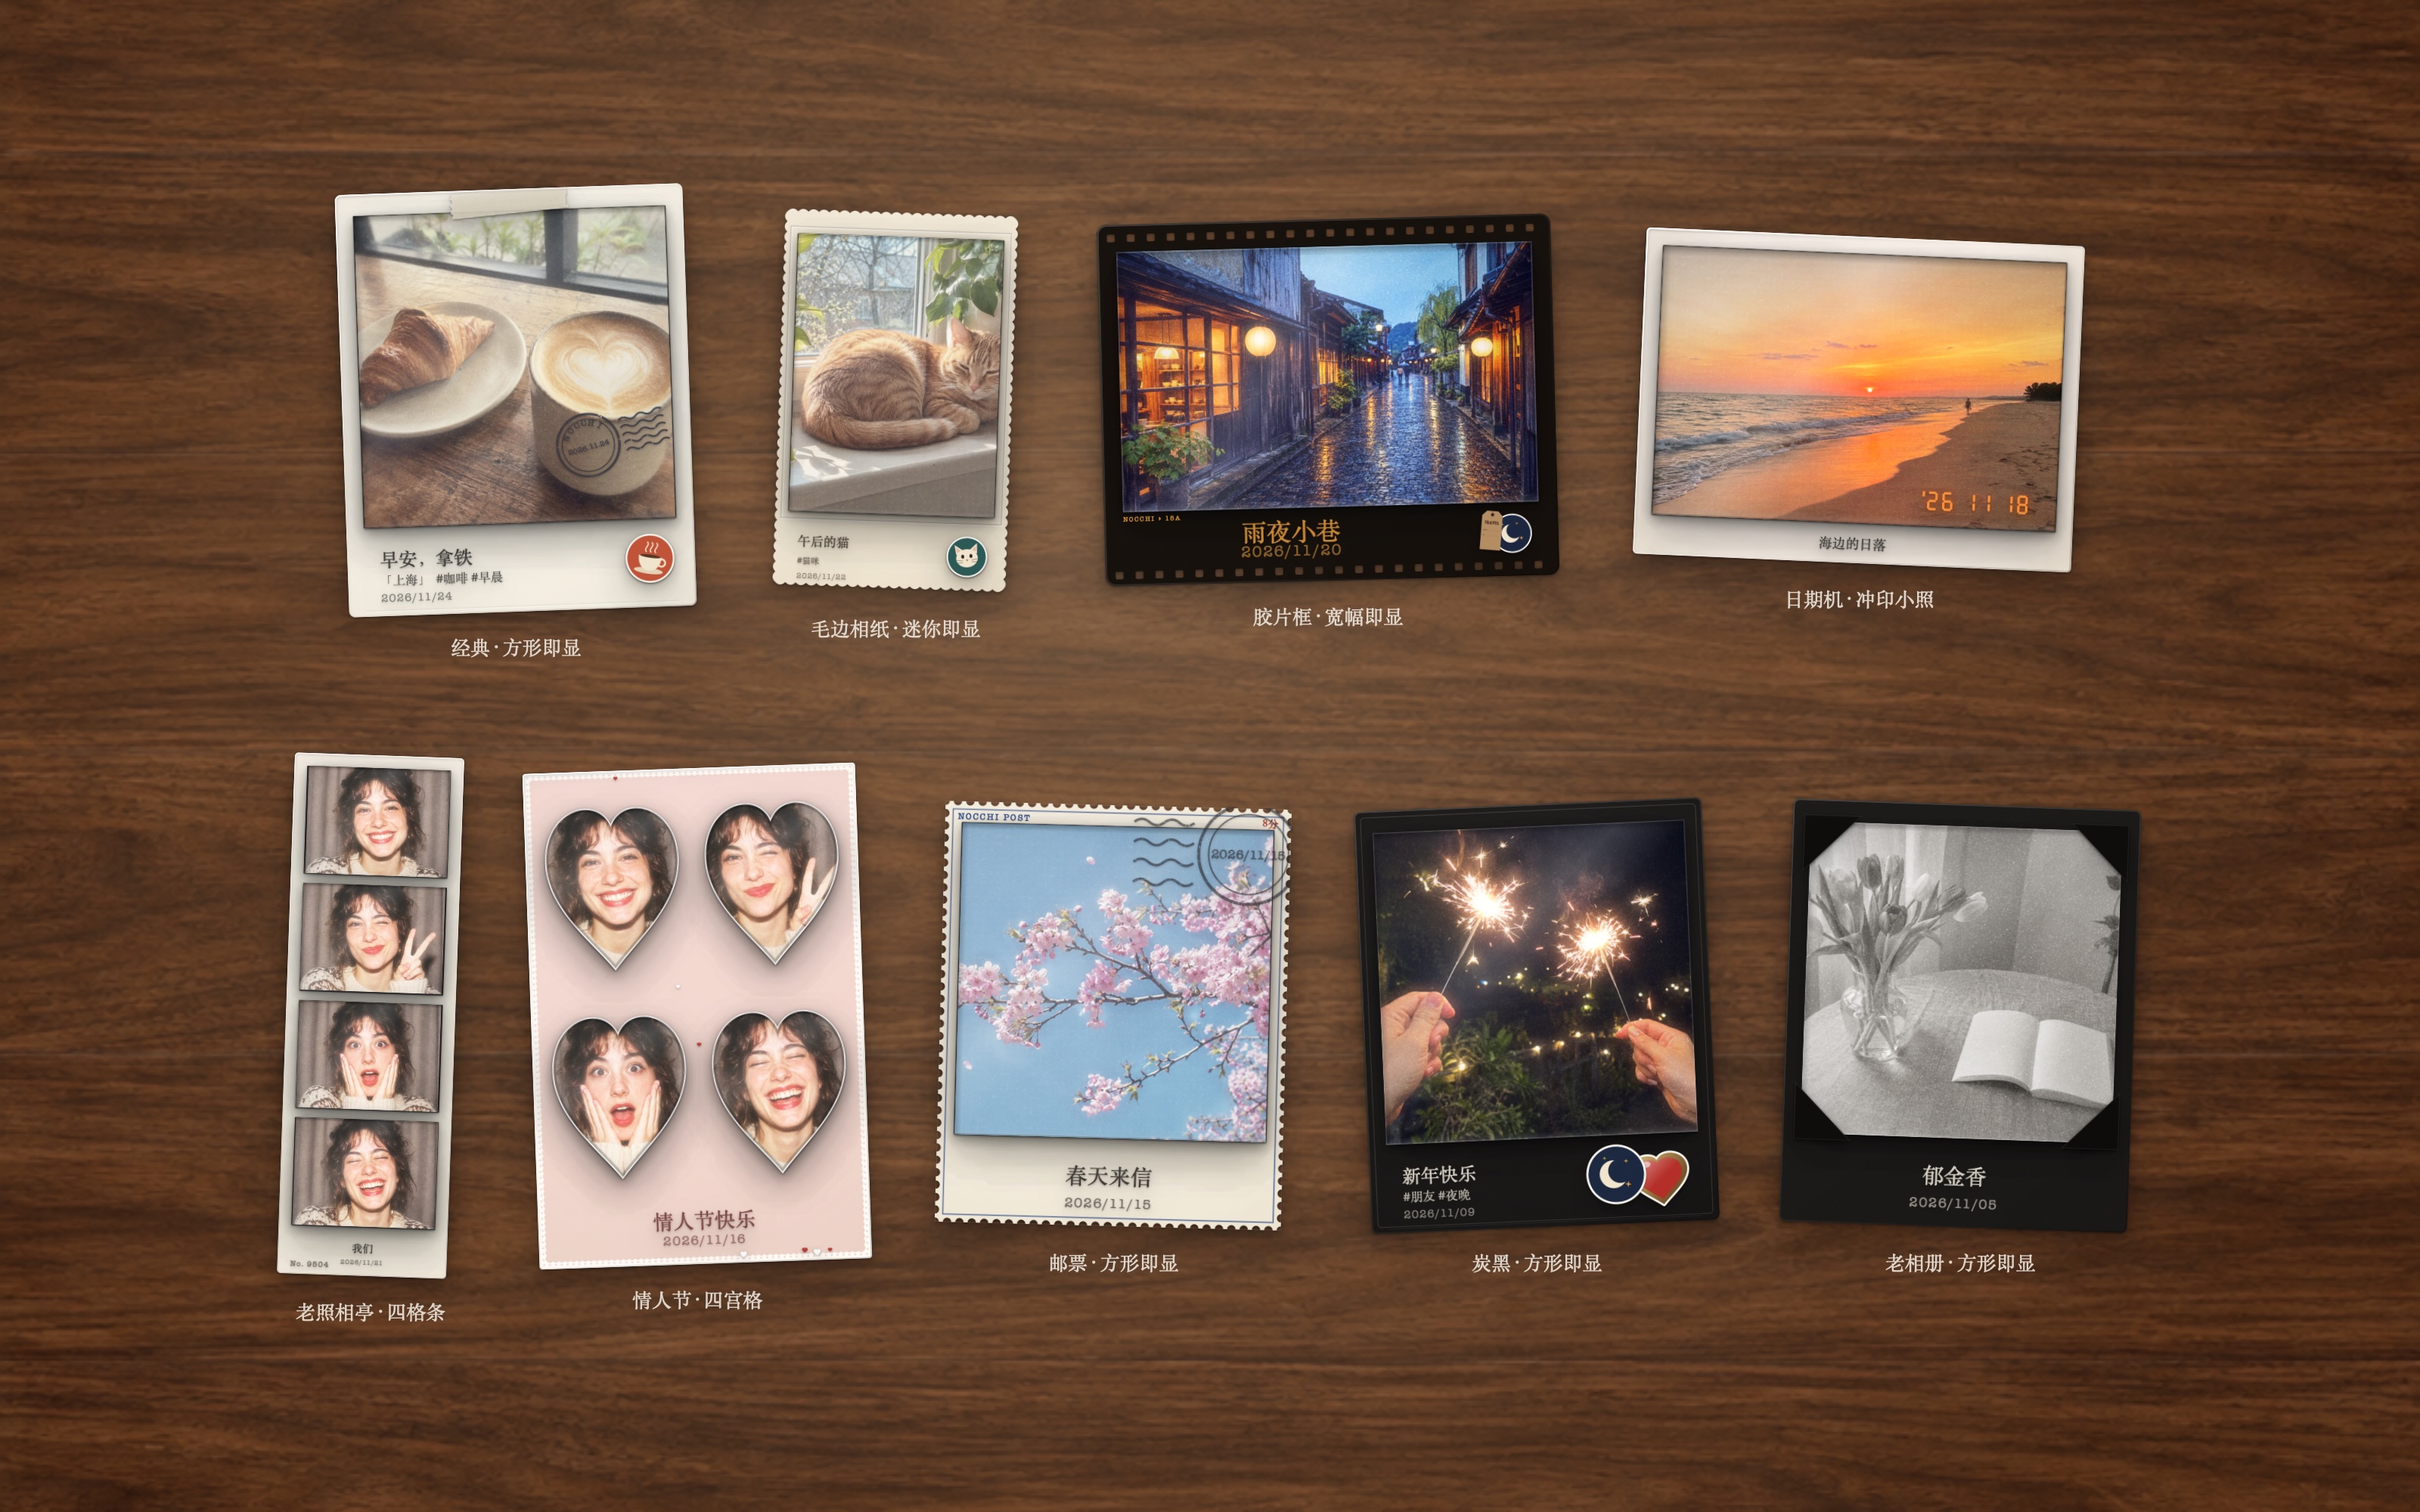 NOCCHI
2026.11.24
早安，拿铁
「上海」 #咖啡 #早晨
2026/11/24
经典·方形即显
午后的猫
#猫咪
2026/11/22
毛边相纸·迷你即显
NOCCHI › 18A
雨夜小巷
2026/11/20
TRAVEL
胶片框·宽幅即显
'26 11 18
海边的日落
日期机·冲印小照
我们
No. 9804 2026/11/21
老照相亭·四格条
情人节快乐
2026/11/16
情人节·四宫格
NOCCHI POST
8分
2026/11/15
春天来信
2026/11/15
邮票·方形即显
新年快乐
#朋友 #夜晚
2026/11/09
炭黑·方形即显
郁金香
2026/11/05
老相册·方形即显